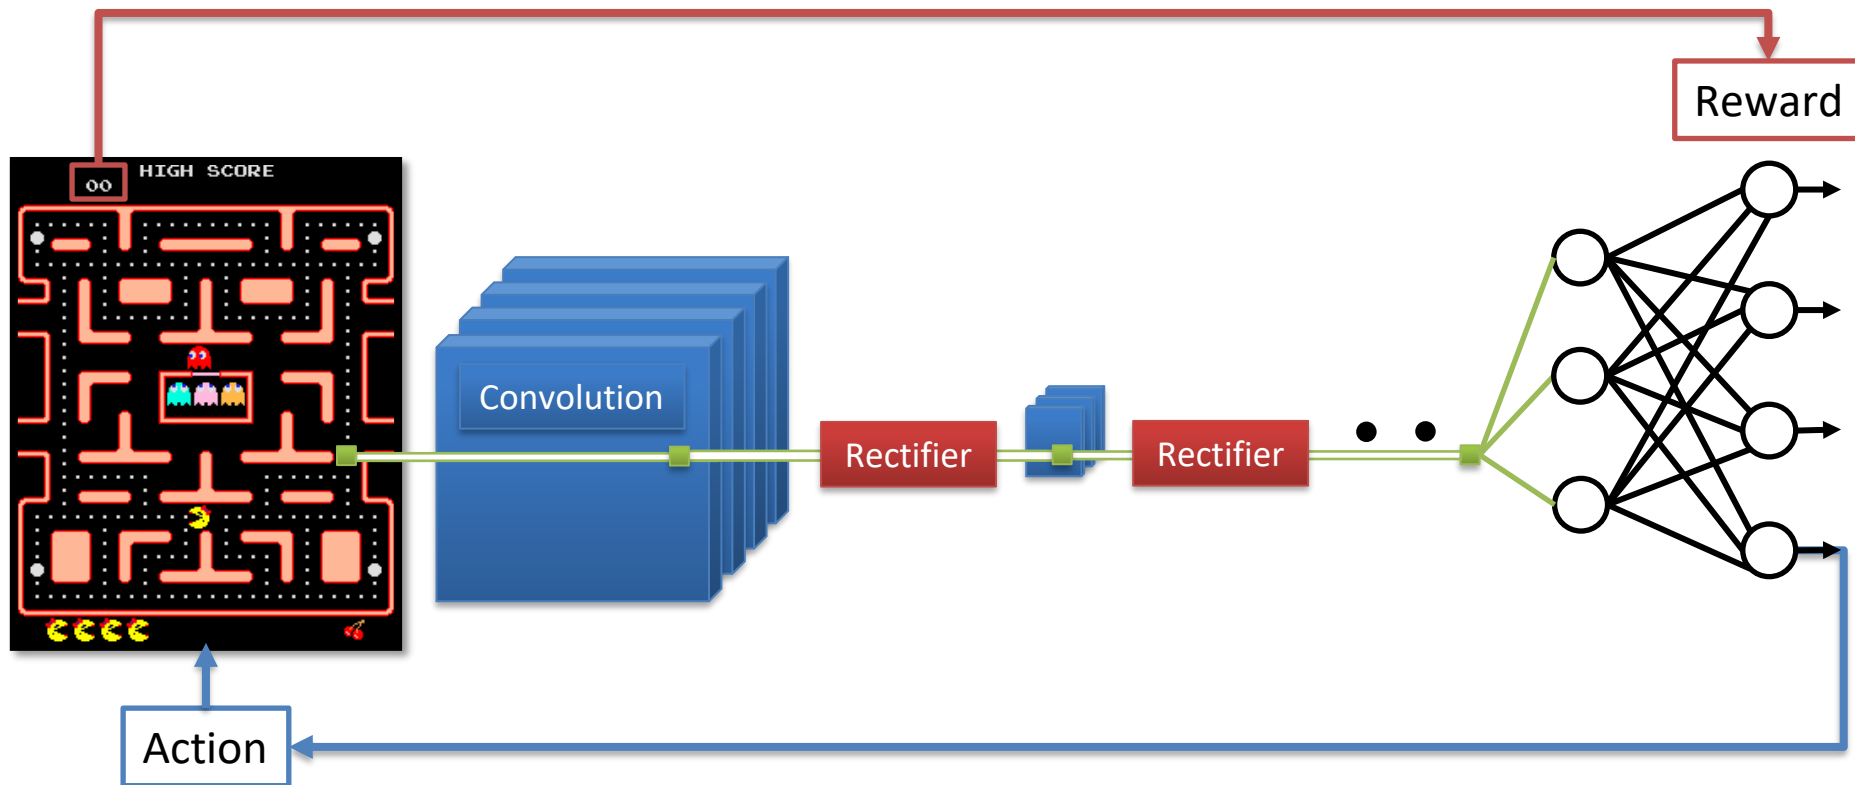 Reward
HIGH SCORE
00
Convolution
Rectifier
Rectifier
Action